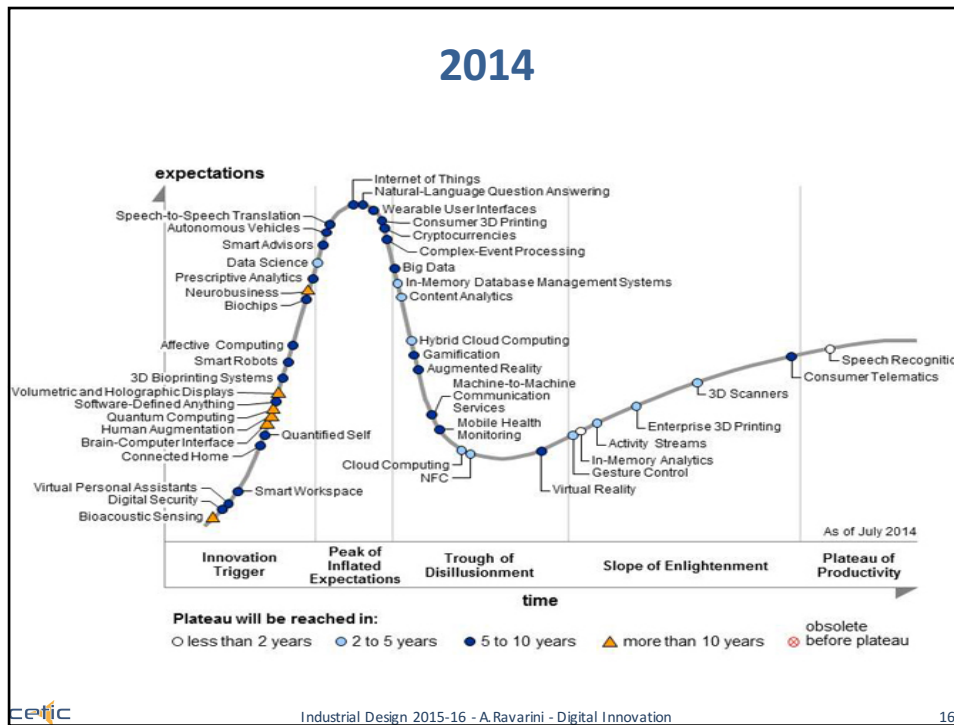 2014
expectations
Internet of Things
Natural-Language Question Answering
Wearable User Interfaces
Consumer 3D Printing
Cryptocurrencies
Complex-Event Processing
Speech-to-Speech Translation
Autonomous Vehicles
Smart Advisors
Data Science
Prescriptive Analytics
Neurobusiness
Biochips
Big Data
In-Memory Database Management Systems
Content Analytics
Affective Computing
Smart Robots
3D Bioprinting Systems
Volumetric and Holographic Displays
Software-Defined Anything
Quantum Computing
Human Augmentation
Brain-Computer Interface
Connected Home
Quantified Self
Hybrid Cloud Computing
Gamification
Augmented Reality
Machine-to-Machine
Communication
Services
Mobile Health
Monitoring
Cloud Computing
NFC
Virtual Personal Assistants
Digital Security
Bioacoustic Sensing
Smart Workspace
Virtual Reality
Speech Recognitio
Consumer Telematics
3D Scanners
Enterprise 3D Printing
Activity Streams
In-Memory Analytics
Gesture Control
As of July 2014
Innovation
Trigger
Peak of
Inflated
Expectations
Trough of
Disillusionment
Slope of Enlightenment
Plateau of
Productivity
time
Plateau will be reached in:
less than 2 years
2 to 5 years
5 to 10 years
more than 10 years
obsolete
before plateau
cetic
Industrial Design 2015-16 - A.Ravarini - Digital Innovation
16